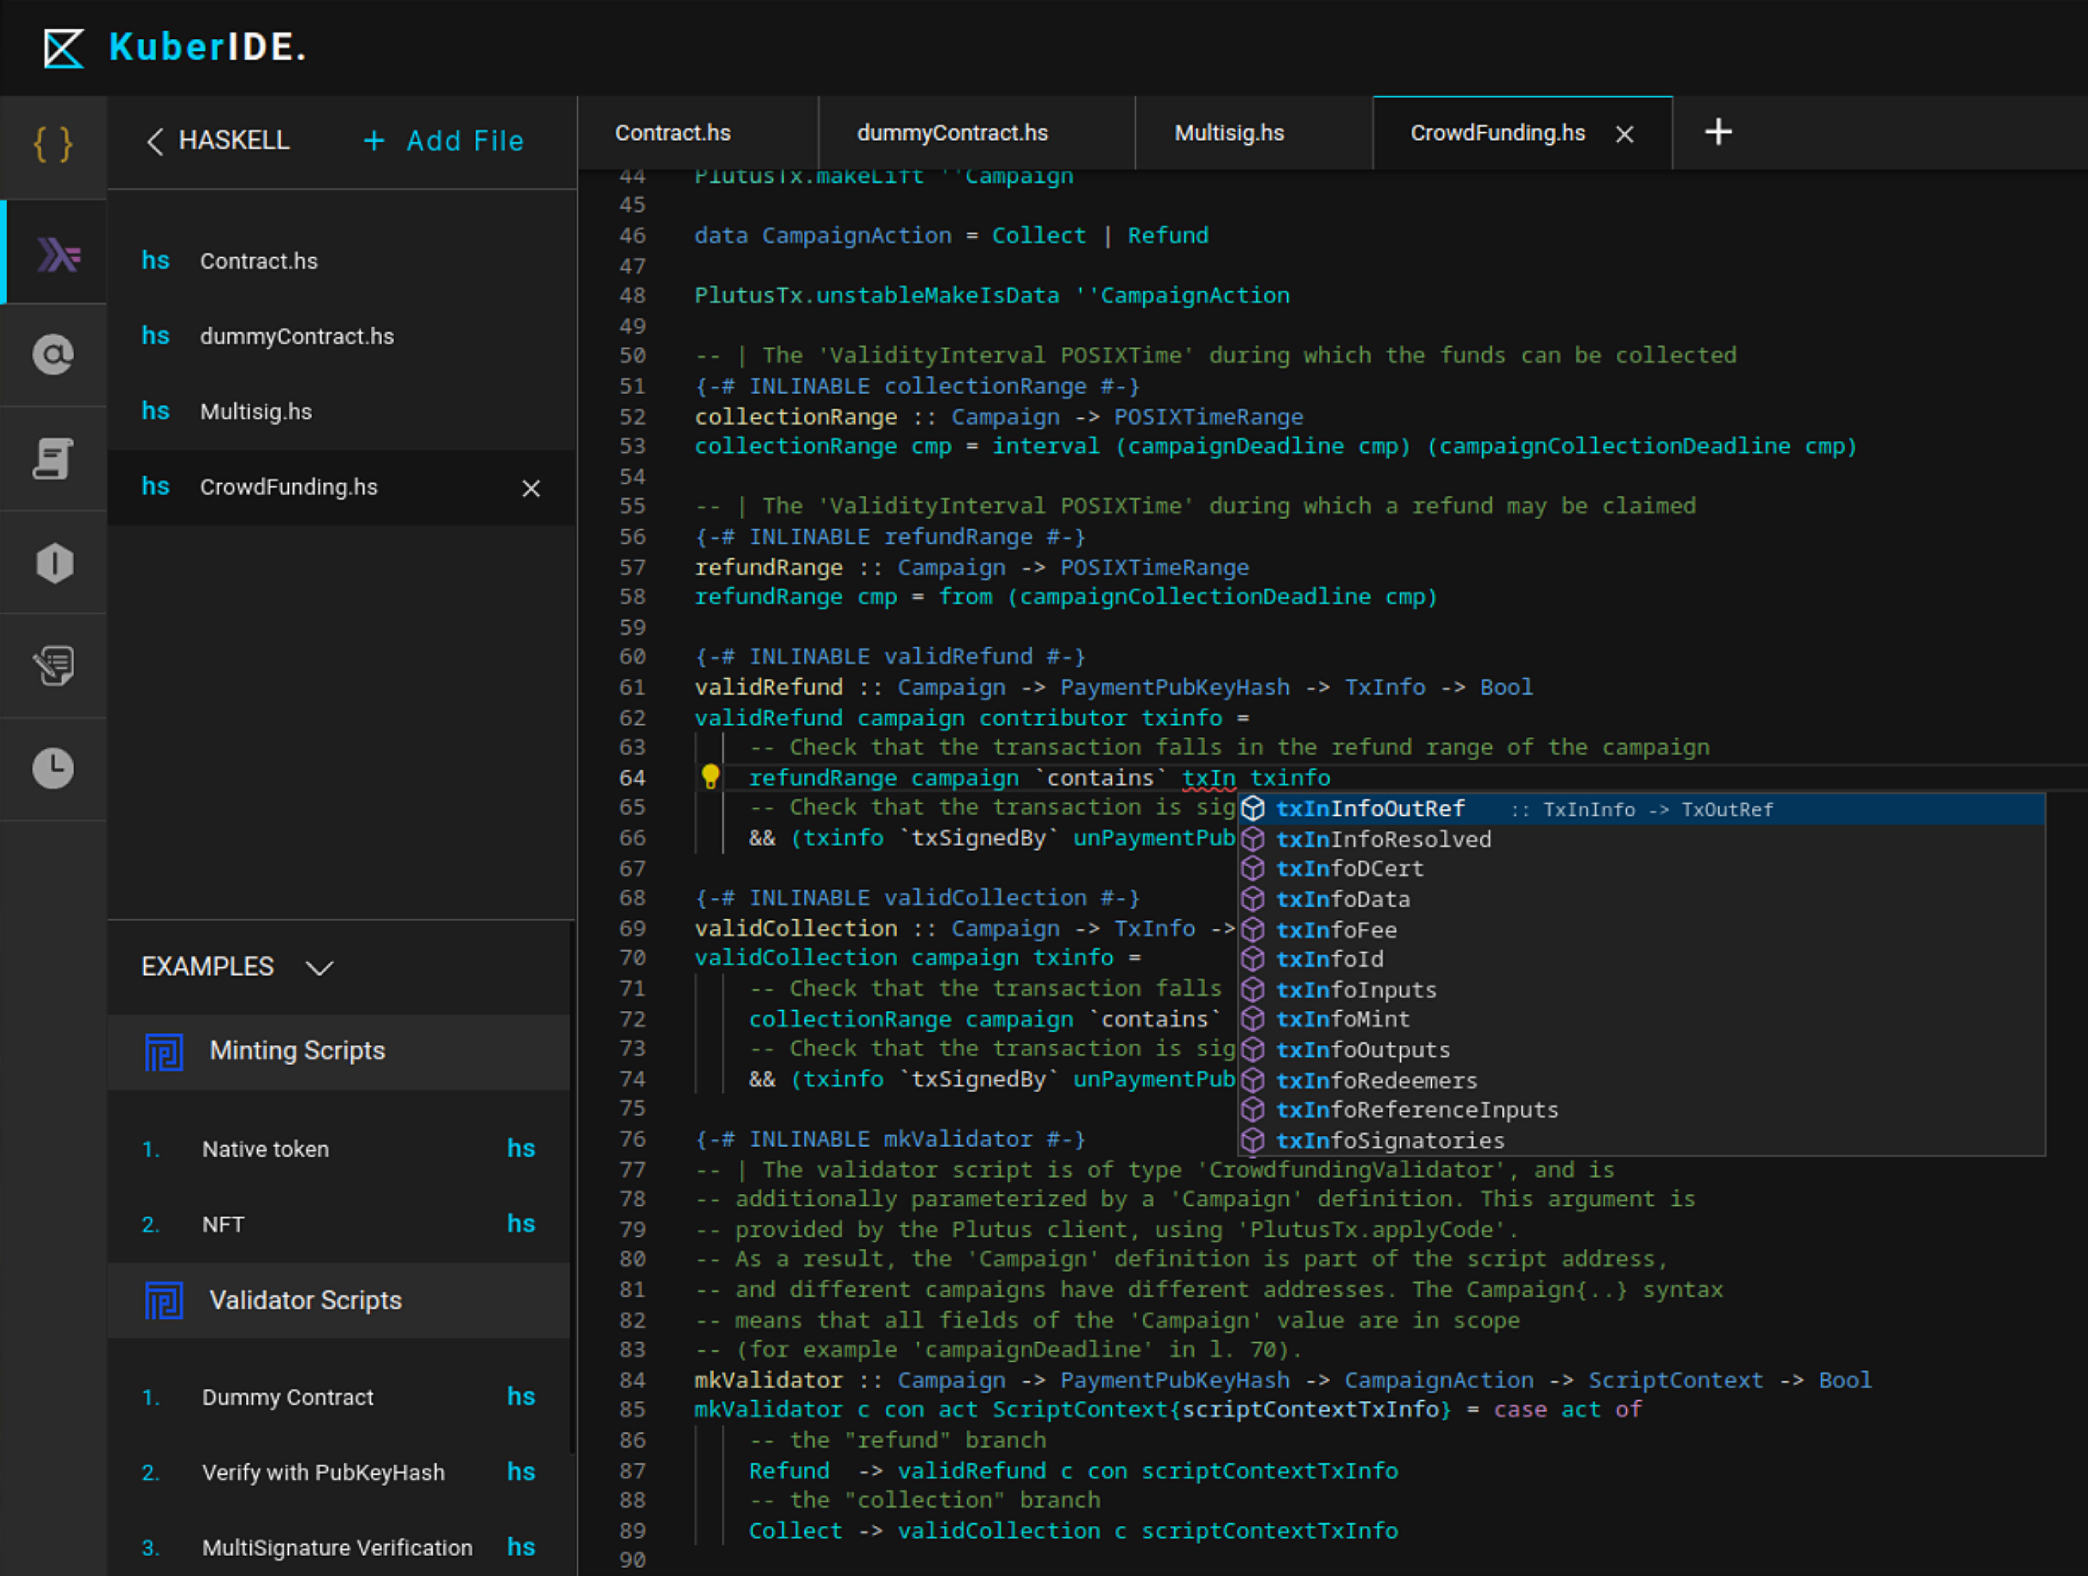 KuberIDE.
HASKELL
+ Add File
hs Contract.hs
hs dummyContract.hs
hs Multisig.hs
hs CrowdFunding.hs
EXAMPLES
Minting Scripts
1. Native token hs
2. NFT hs
Validator Scripts
1. Dummy Contract hs
2. Verify with PubKeyHash hs
3. MultiSignature Verification hs
Contract.hs dummyContract.hs Multisig.hs CrowdFunding.hs
44 PlutusTx.makeLift ''Campaign
45
46 data CampaignAction = Collect | Refund
47
48 PlutusTx.unstableMakeIsData ''CampaignAction
49
50 -- | The 'ValidityInterval POSIXTime' during which the funds can be collected
51 {-# INLINABLE collectionRange #-}
52 collectionRange :: Campaign -> POSIXTimeRange
53 collectionRange cmp = interval (campaignDeadline cmp) (campaignCollectionDeadline cmp)
54
55 -- | The 'ValidityInterval POSIXTime' during which a refund may be claimed
56 {-# INLINABLE refundRange #-}
57 refundRange :: Campaign -> POSIXTimeRange
58 refundRange cmp = from (campaignCollectionDeadline cmp)
59
60 {-# INLINABLE validRefund #-}
61 validRefund :: Campaign -> PaymentPubKeyHash -> TxInfo -> Bool
62 validRefund campaign contributor txinfo =
63 -- Check that the transaction falls in the refund range of the campaign
64 refundRange campaign `contains` txIn txinfo
65 -- Check that the transaction is sig
66 && (txinfo `txSignedBy` unPaymentPub
67
68 {-# INLINABLE validCollection #-}
69 validCollection :: Campaign -> TxInfo ->
70 validCollection campaign txinfo =
71 -- Check that the transaction falls
72 collectionRange campaign `contains`
73 -- Check that the transaction is sig
74 && (txinfo `txSignedBy` unPaymentPub
75
76 {-# INLINABLE mkValidator #-}
77 -- | The validator script is of type 'CrowdfundingValidator', and is
78 -- additionally parameterized by a 'Campaign' definition. This argument is
79 -- provided by the Plutus client, using 'PlutusTx.applyCode'.
80 -- As a result, the 'Campaign' definition is part of the script address,
81 -- and different campaigns have different addresses. The Campaign{..} syntax
82 -- means that all fields of the 'Campaign' value are in scope
83 -- (for example 'campaignDeadline' in l. 70).
84 mkValidator :: Campaign -> PaymentPubKeyHash -> CampaignAction -> ScriptContext -> Bool
85 mkValidator c con act ScriptContext{scriptContextTxInfo} = case act of
86 -- the "refund" branch
87 Refund -> validRefund c con scriptContextTxInfo
88 -- the "collection" branch
89 Collect -> validCollection c scriptContextTxInfo
90
txInInfoOutRef :: TxInInfo -> TxOutRef
txInInfoResolved
txInfoDCert
txInfoData
txInfoFee
txInfoId
txInfoInputs
txInfoMint
txInfoOutputs
txInfoRedeemers
txInfoReferenceInputs
txInfoSignatories